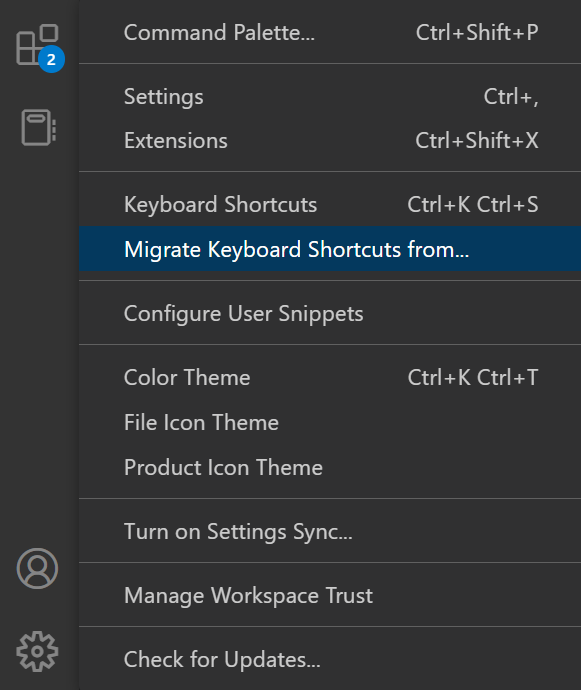 2
Command Palette... Ctrl+Shift+P
Settings Ctrl+,
Extensions Ctrl+Shift+X
Keyboard Shortcuts Ctrl+K Ctrl+S
Migrate Keyboard Shortcuts from...
Configure User Snippets
Color Theme Ctrl+K Ctrl+T
File Icon Theme
Product Icon Theme
Turn on Settings Sync...
Manage Workspace Trust
Check for Updates...